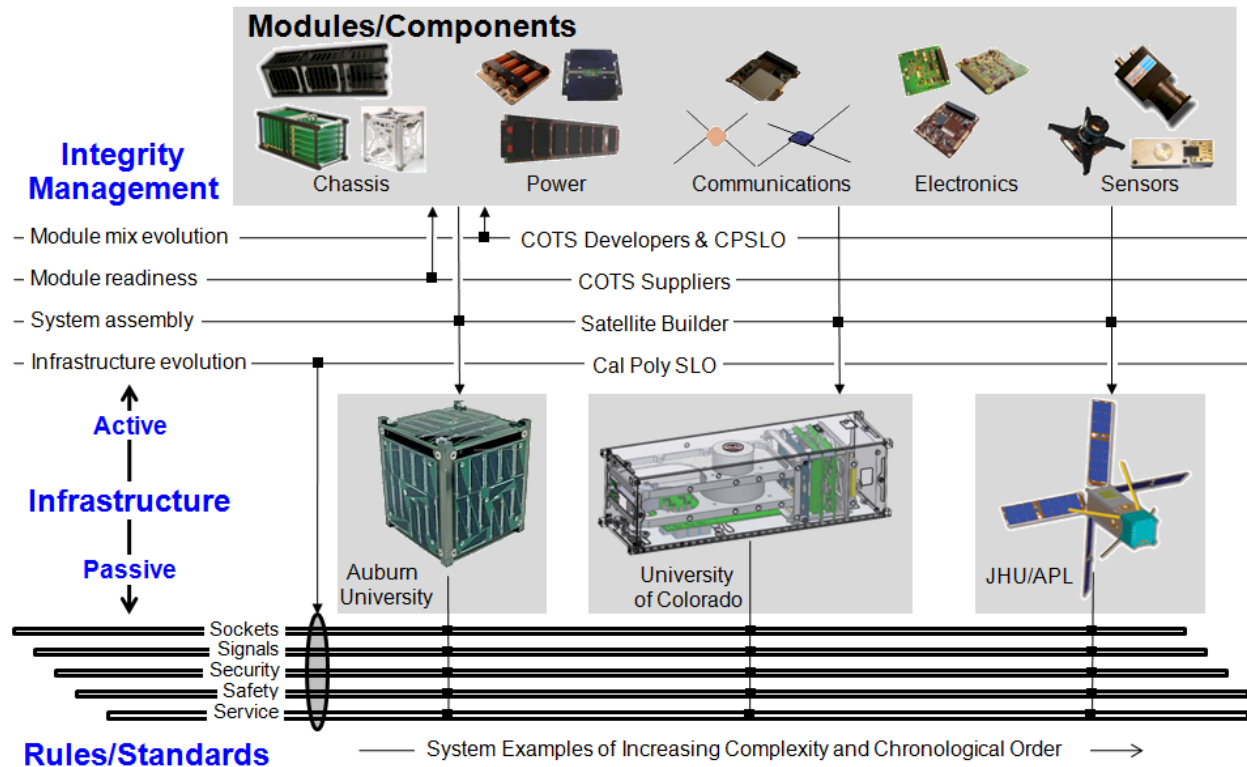 Modules/Components
Integrity
Management
Chassis
Power
Communications
Electronics
Sensors
Module mix evolution
COTS Developers & CPSLO
Module readiness
COTS Suppliers
System assembly
Satellite Builder
Infrastructure evolution
Cal Poly SLO
Active
Infrastructure
Passive
Auburn
University
University
of Colorado
JHU/APL
Sockets
Signals
Security
Safety
Service
Rules/Standards
System Examples of Increasing Complexity and Chronological Order